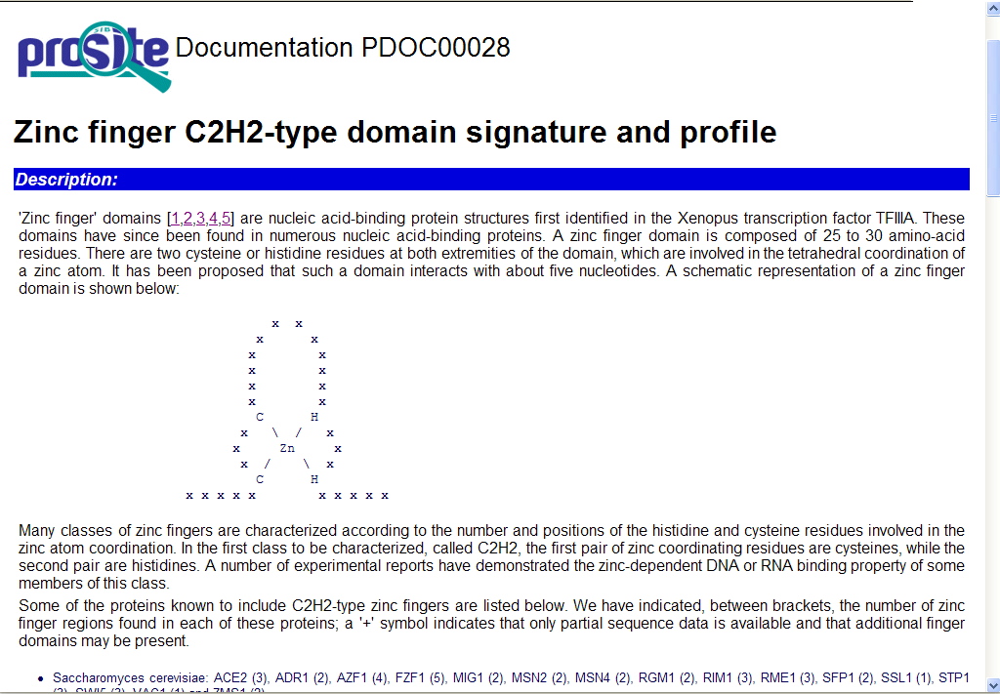 prosite
SIB
Documentation PDOC00028
Zinc finger C2H2-type domain signature and profile
Description:
'Zinc finger' domains [1,2,3,4,5] are nucleic acid-binding protein structures first identified in the Xenopus transcription factor TFIIIA. These
domains have since been found in numerous nucleic acid-binding proteins. A zinc finger domain is composed of 25 to 30 amino-acid
residues. There are two cysteine or histidine residues at both extremities of the domain, which are involved in the tetrahedral coordination of
a zinc atom. It has been proposed that such a domain interacts with about five nucleotides. A schematic representation of a zinc finger
domain is shown below:
x x
x x
x x
x x
x x
x x
C H
x \ / x
x Zn x
x / \ x
C H
x x x x x x x x x x
Many classes of zinc fingers are characterized according to the number and positions of the histidine and cysteine residues involved in the
zinc atom coordination. In the first class to be characterized, called C2H2, the first pair of zinc coordinating residues are cysteines, while the
second pair are histidines. A number of experimental reports have demonstrated the zinc-dependent DNA or RNA binding property of some
members of this class.
Some of the proteins known to include C2H2-type zinc fingers are listed below. We have indicated, between brackets, the number of zinc
finger regions found in each of these proteins; a '+' symbol indicates that only partial sequence data is available and that additional finger
domains may be present.
• Saccharomyces cerevisiae: ACE2 (3), ADR1 (2), AZF1 (4), FZF1 (5), MIG1 (2), MSN2 (2), MSN4 (2), RGM1 (2), RIM1 (3), RME1 (3), SFP1 (2), SSL1 (1), STP1
(3), SWI5 (3), VAC1 (1) and ZMS1 (2).